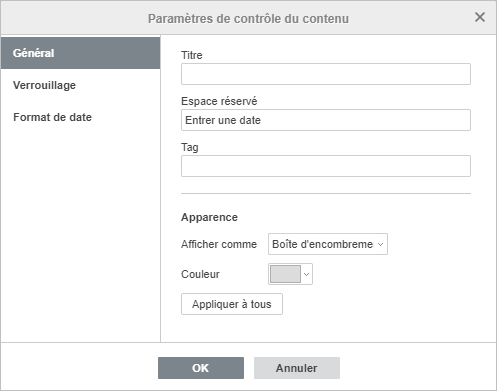 Paramètres de contrôle du contenu
Général
Verrouillage
Format de date
Titre
Espace réservé
Entrer une date
Tag
Apparence
Afficher comme
Boîte d'encombreme
Couleur
Appliquer à tous
OK
Annuler